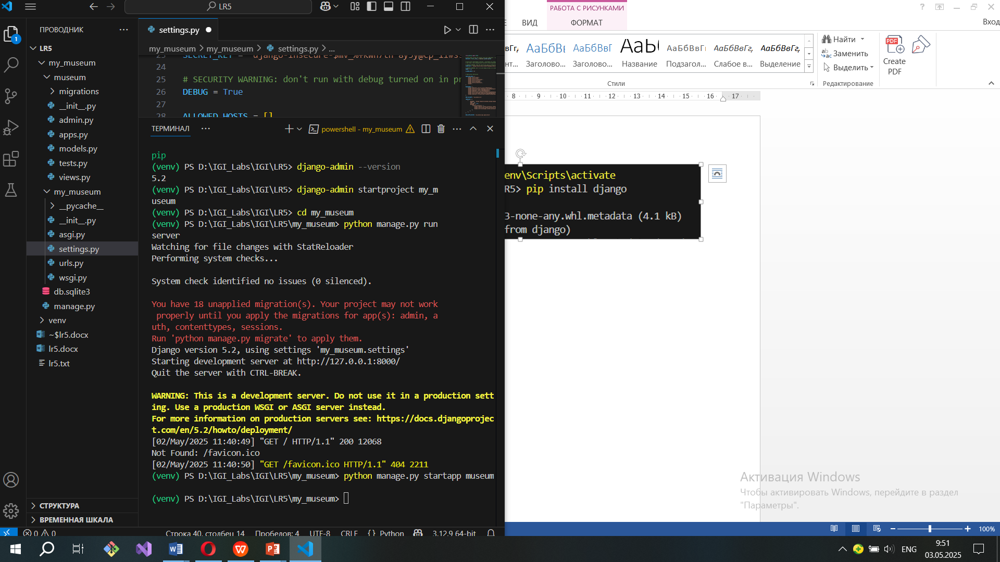 LR5
ПРОВОДНИК
1
LR5
my_museum
museum
migrations
__init__.py
admin.py
apps.py
models.py
tests.py
views.py
my_museum
__pycache__
__init__.py
asgi.py
settings.py
urls.py
wsgi.py
db.sqlite3
manage.py
venv
~$lr5.docx
lr5.docx
lr5.txt
СТРУКТУРА
ВРЕМЕННАЯ ШКАЛА
settings.py
my_museum > my_museum > settings.py > ...
24
25 # SECURITY WARNING: don't run with debug turned on in pr
26 DEBUG = True
27
28 ALLOWED_HOSTS = []
ТЕРМИНАЛ
powershell - my_museum
pip
(venv) PS D:\IGI_Labs\IGI\LR5> django-admin --version
5.2
(venv) PS D:\IGI_Labs\IGI\LR5> django-admin startproject my_m
useum
(venv) PS D:\IGI_Labs\IGI\LR5> cd my_museum
(venv) PS D:\IGI_Labs\IGI\LR5\my_museum> python manage.py run
server
Watching for file changes with StatReloader
Performing system checks...
System check identified no issues (0 silenced).
You have 18 unapplied migration(s). Your project may not work
properly until you apply the migrations for app(s): admin, a
uth, contenttypes, sessions.
Run 'python manage.py migrate' to apply them.
Django version 5.2, using settings 'my_museum.settings'
Starting development server at http://127.0.0.1:8000/
Quit the server with CTRL-BREAK.
WARNING: This is a development server. Do not use it in a production sett
ing. Use a production WSGI or ASGI server instead.
For more information on production servers see: https://docs.djangoprojec
t.com/en/5.2/howto/deployment/
[02/May/2025 11:40:49] "GET / HTTP/1.1" 200 12068
Not Found: /favicon.ico
[02/May/2025 11:40:50] "GET /favicon.ico HTTP/1.1" 404 2211
(venv) PS D:\IGI_Labs\IGI\LR5\my_museum> python manage.py startapp museum
(venv) PS D:\IGI_Labs\IGI\LR5\my_museum>
0 0
Строка 40, столбец 14 Пробелов: 4 UTF-8 CRLF {} Python 3.12.9 64-bit
РАБОТА С РИСУНКАМИ
ВИД ФОРМАТ
Вход
АаБбВ АаБбВвГ АаБбВвГг, АаБбВвГг,
Заголово... Заголово... Название Подзагол... Слабое в... Выделение
Стили
Найти
Заменить
Выделить
Редактирование
Create
PDF
8 9 10 11 12 13 14 15 16 17
env\Scripts\activate
R5> pip install django
3-none-any.whl.metadata (4.1 kB)
from django)
Активация Windows
Чтобы активировать Windows, перейдите в раздел
"Параметры".
100%
ENG
9:51
03.05.2025